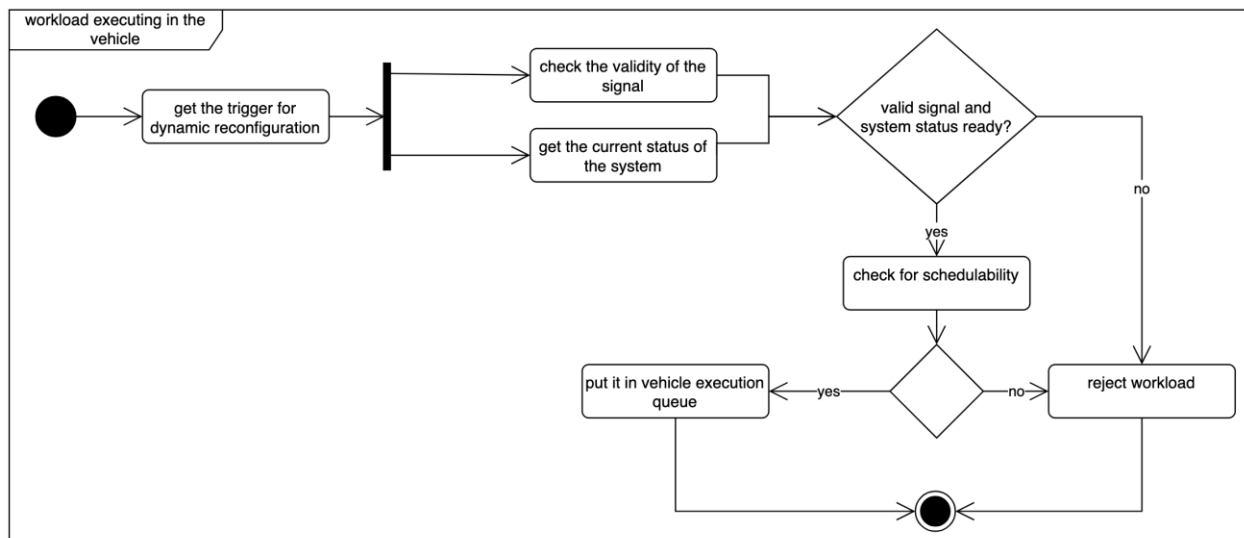 workload executing in the
vehicle
get the trigger for
dynamic reconfiguration
check the validity of the
signal
get the current status of
the system
valid signal and
system status ready?
no
yes
check for schedulability
put it in vehicle execution
queue
yes
no
reject workload